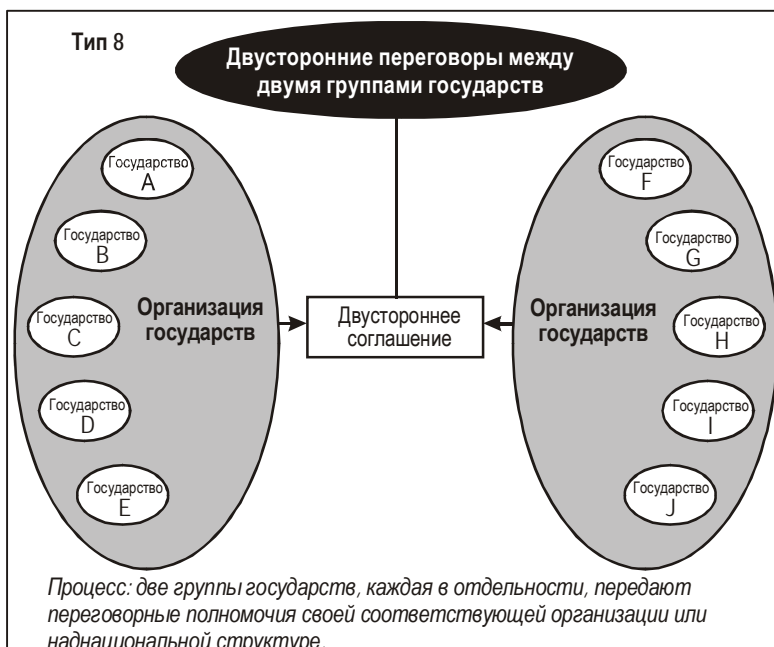 Тип 8
Двусторонние переговоры между
двумя группами государств
Государство
A
Государство
B
Государство
C
Государство
D
Государство
E
Организация
государств
Двустороннее
соглашение
Организация
государств
Государство
F
Государство
G
Государство
H
Государство
I
Государство
J
Процесс: две группы государств, каждая в отдельности, передают
переговорные полномочия своей соответствующей организации или
наднациональной структуре.